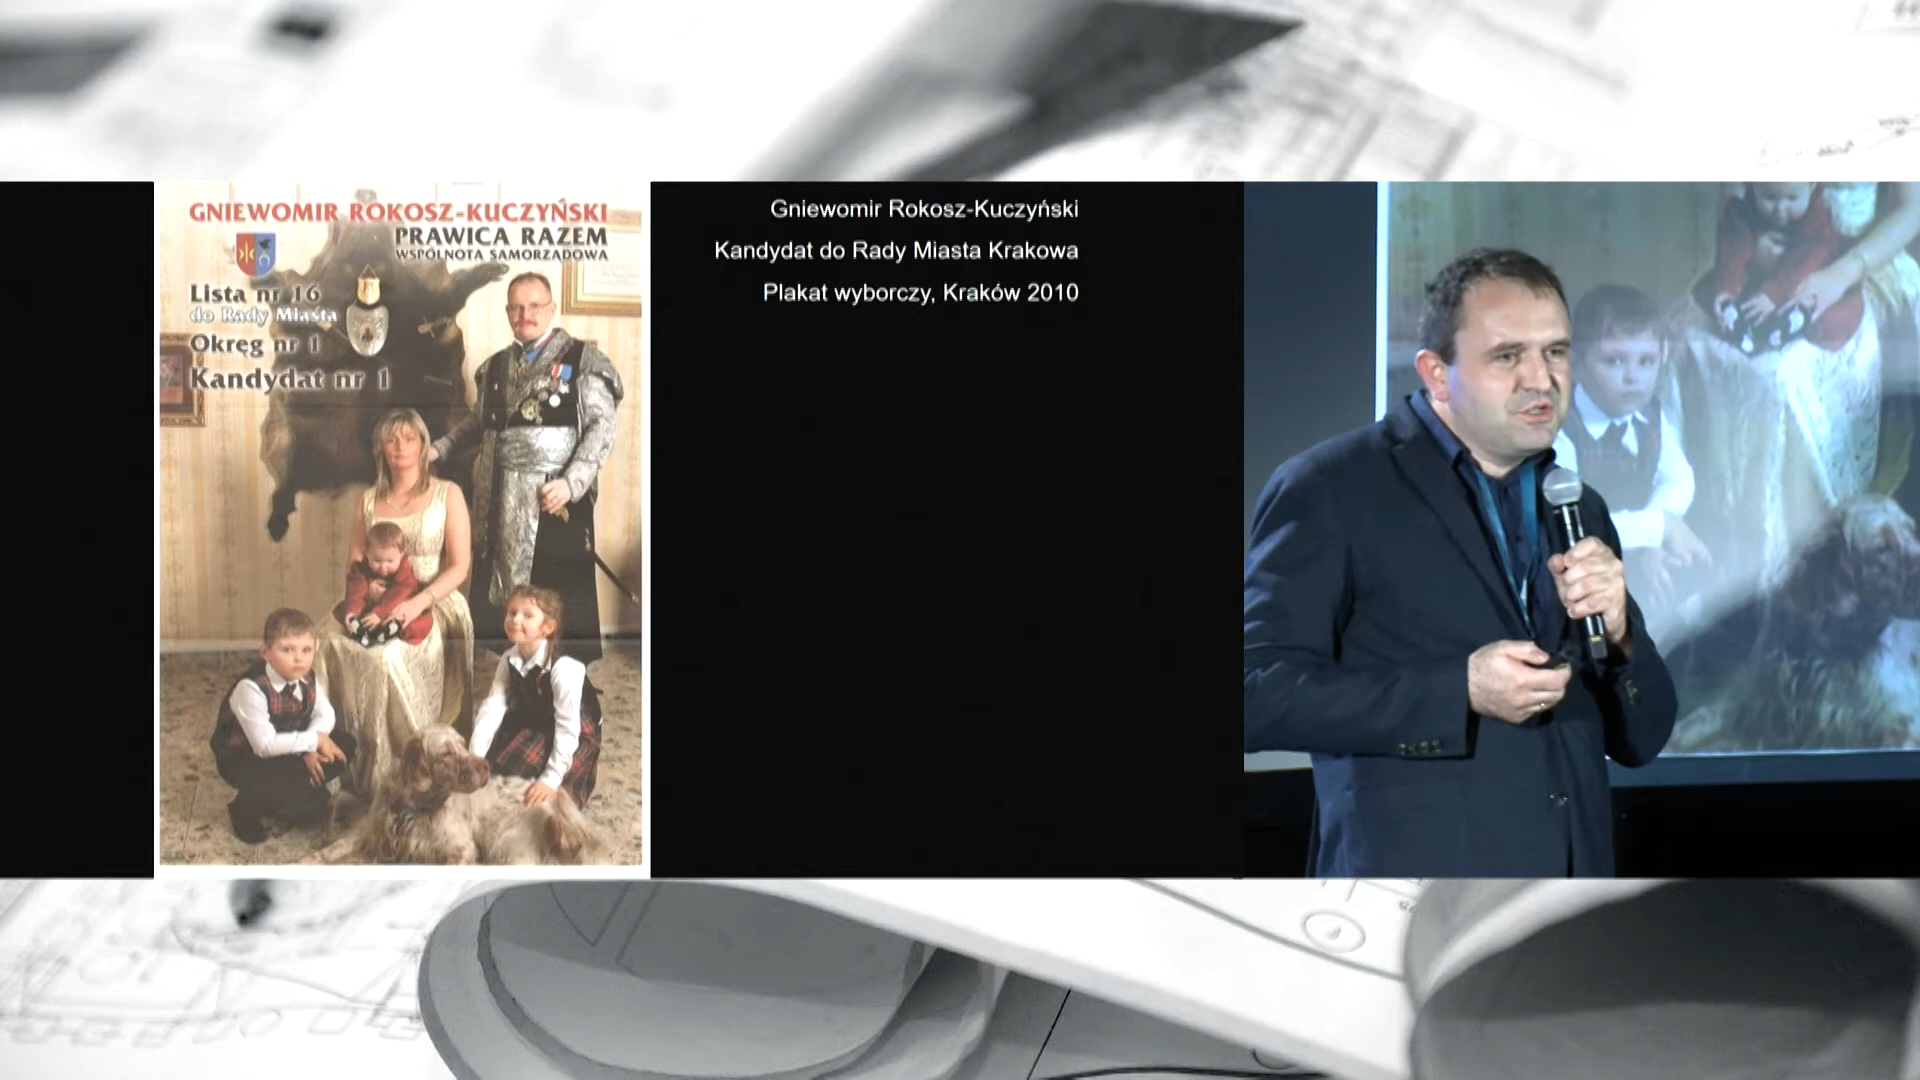 GNIEWOMIR ROKOSZ-KUCZYŃSKI
PRAWICA RAZEM
WSPÓLNOTA SAMORZĄDOWA
Lista nr 16
do Rady Miasta
Okręg nr 1
Kandydat nr 1
Gniewomir Rokosz-Kuczyński
Kandydat do Rady Miasta Krakowa
Plakat wyborczy, Kraków 2010